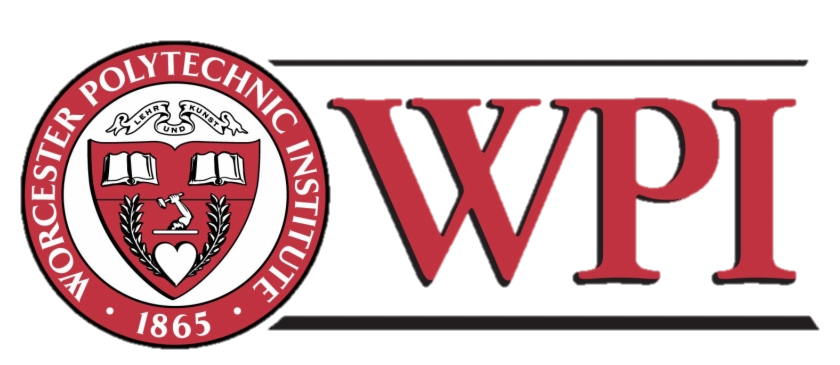 WORCESTER POLYTECHNIC INSTITUTE
LEHR UND KUNST
• 1865 •
WPI